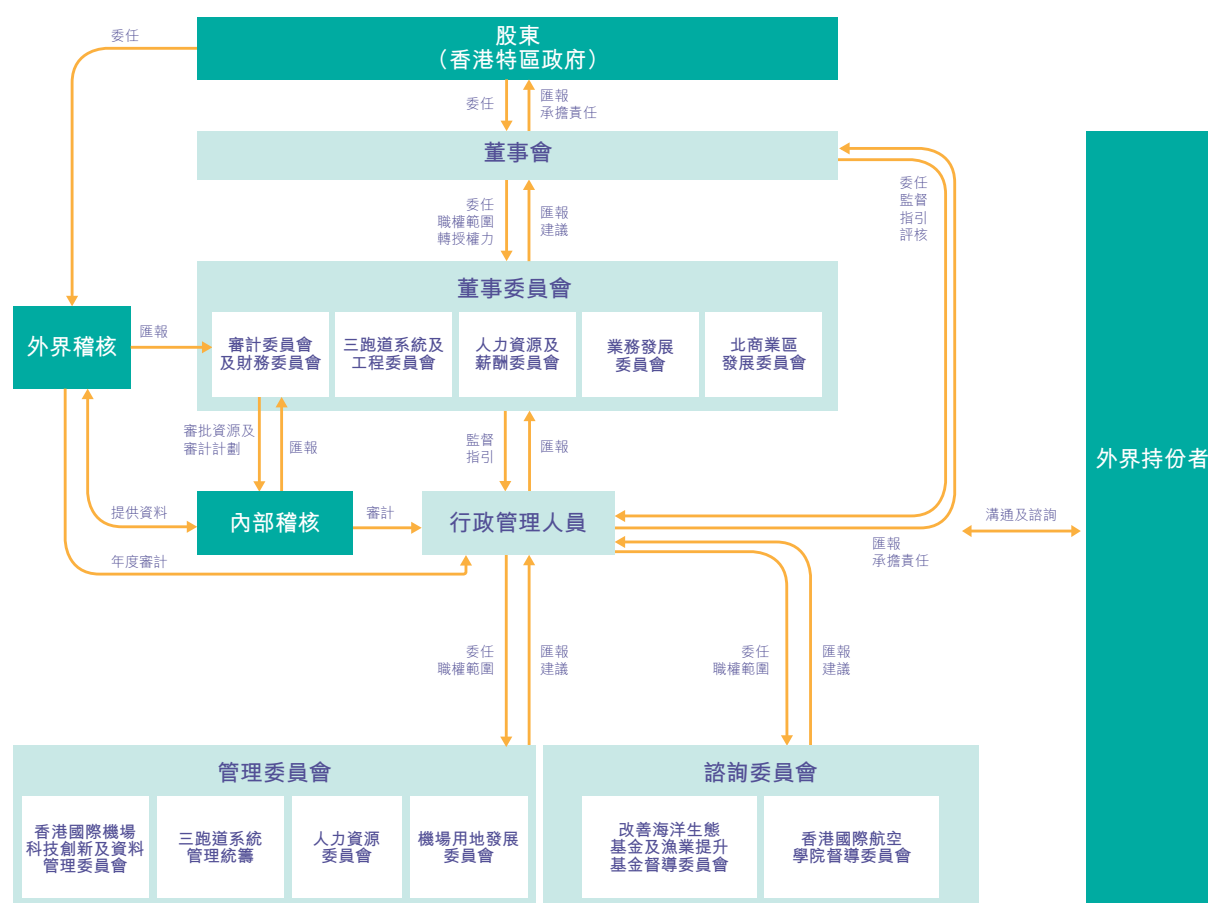 委任
股東
（香港特區政府）
委任
匯報
承擔責任
董事會
委任
職權範圍
轉授權力
匯報
建議
委任
監督
指引
評核
董事委員會
審計委員會
及財務委員會
三跑道系統及
工程委員會
人力資源及
薪酬委員會
業務發展
委員會
北商業區
發展委員會
外界稽核
匯報
審批資源及
審計計劃
匯報
監督
指引
匯報
外界持份者
提供資料
內部稽核
審計
行政管理人員
溝通及諮詢
年度審計
匯報
承擔責任
委任
職權範圍
匯報
建議
委任
職權範圍
匯報
建議
管理委員會
香港國際機場
科技創新及資料
管理委員會
三跑道系統
管理統籌
人力資源
委員會
機場用地發展
委員會
諮詢委員會
改善海洋生態
基金及漁業提升
基金督導委員會
香港國際航空
學院督導委員會